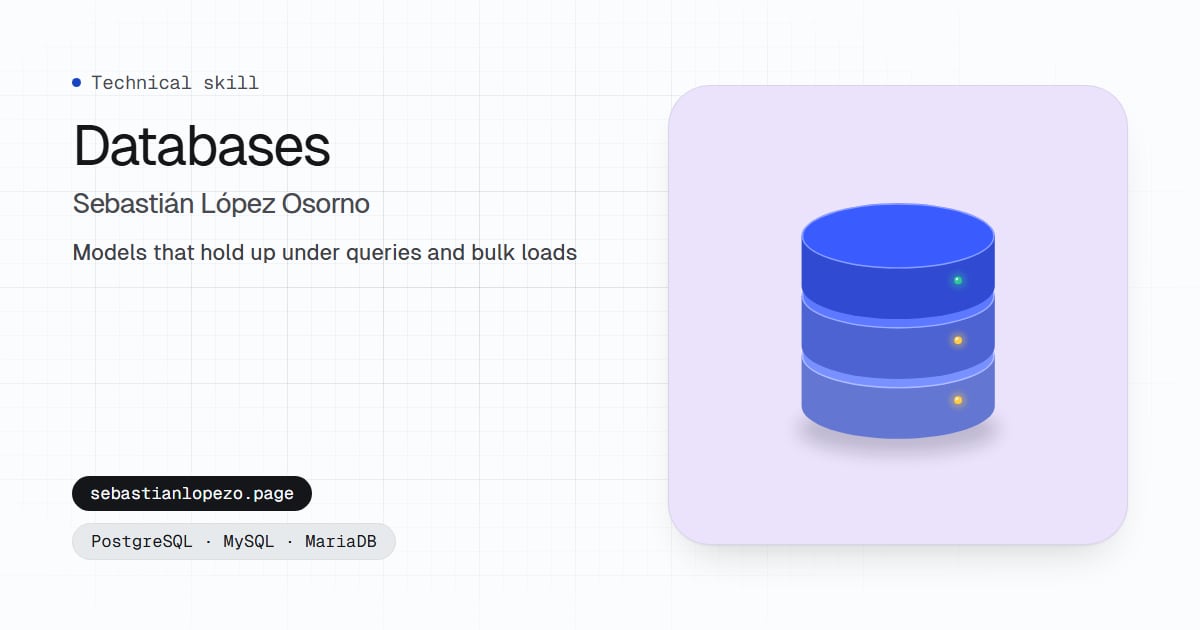 Technical skill
Databases
Sebastián López Osorno
Models that hold up under queries and bulk loads
sebastianlopezo.page
PostgreSQL · MySQL · MariaDB